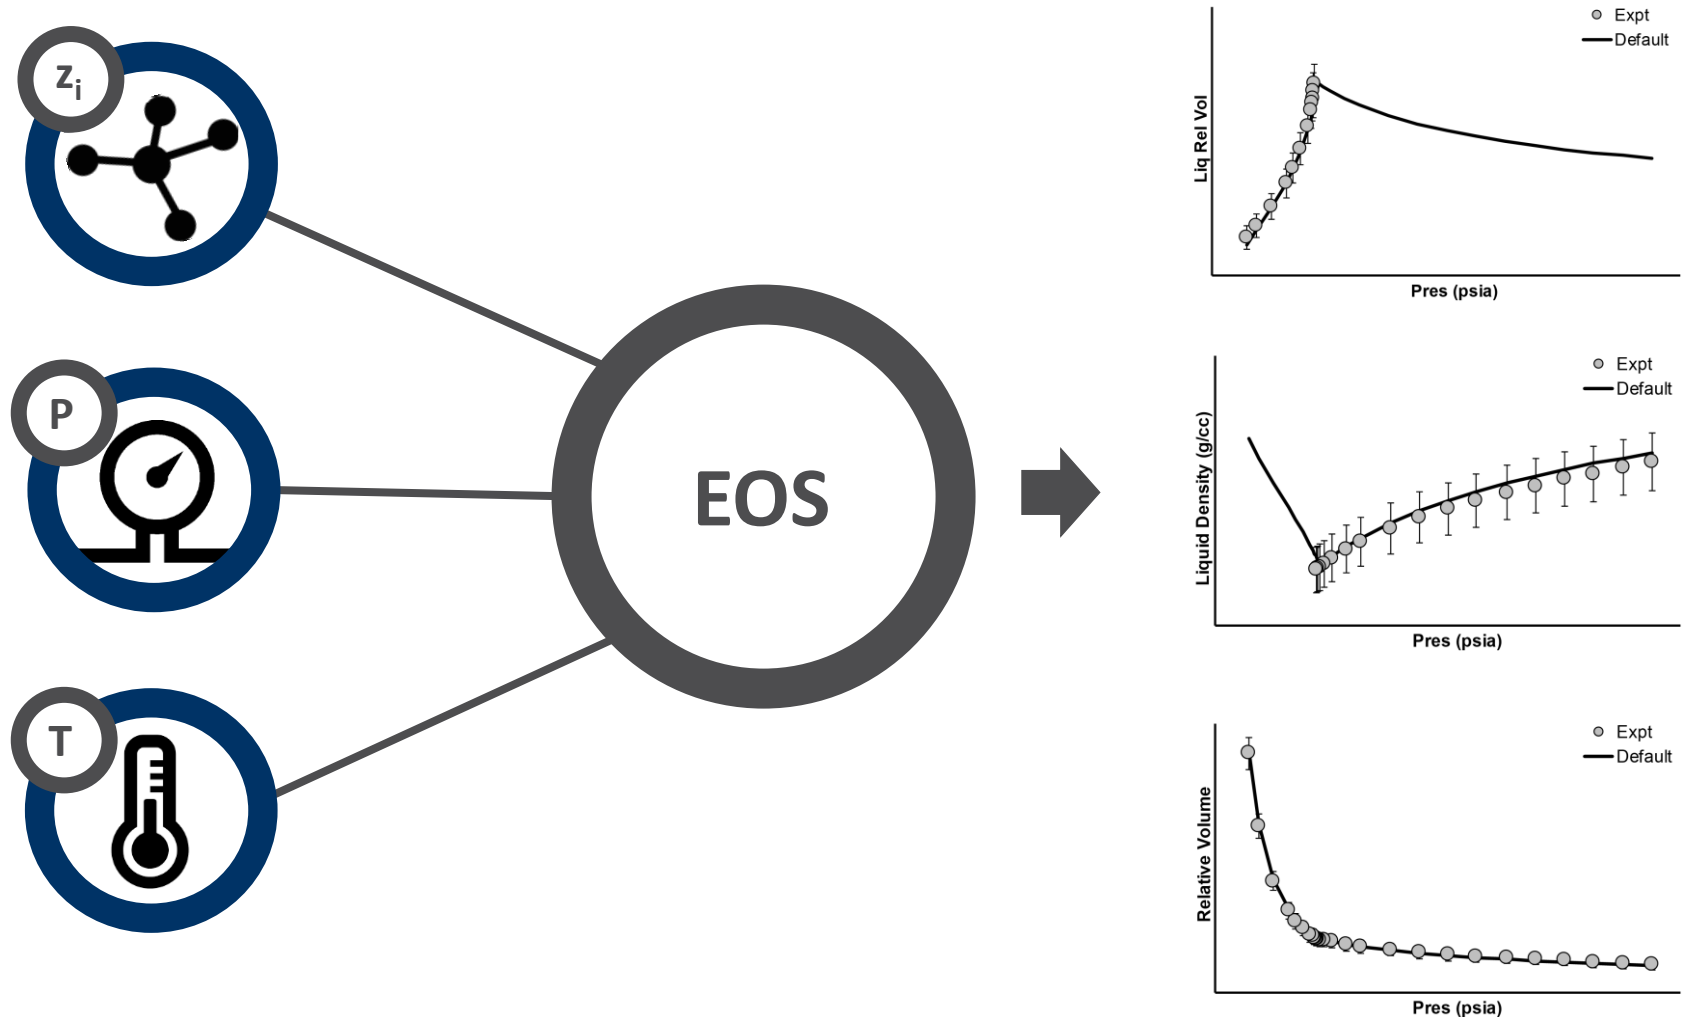 zi
P
T
EOS
Expt
Default
Liq Rel Vol
Pres (psia)
Expt
Default
Liquid Density (g/cc)
Pres (psia)
Expt
Default
Relative Volume
Pres (psia)